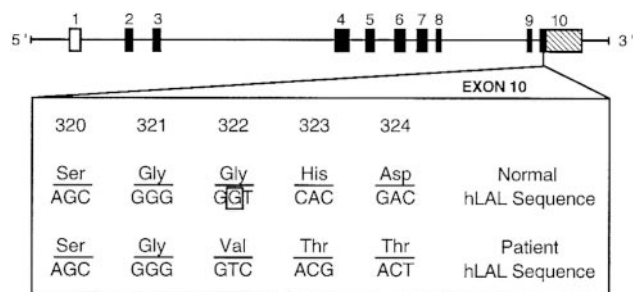 1 2 3 4 5 6 7 8 9 10
5' 3'
EXON 10
320 321 322 323 324
Ser Gly Gly His Asp Normal
AGC GGG GGT CAC GAC hLAL Sequence
Ser Gly Val Thr Thr Patient
AGC GGG GTC ACG ACT hLAL Sequence